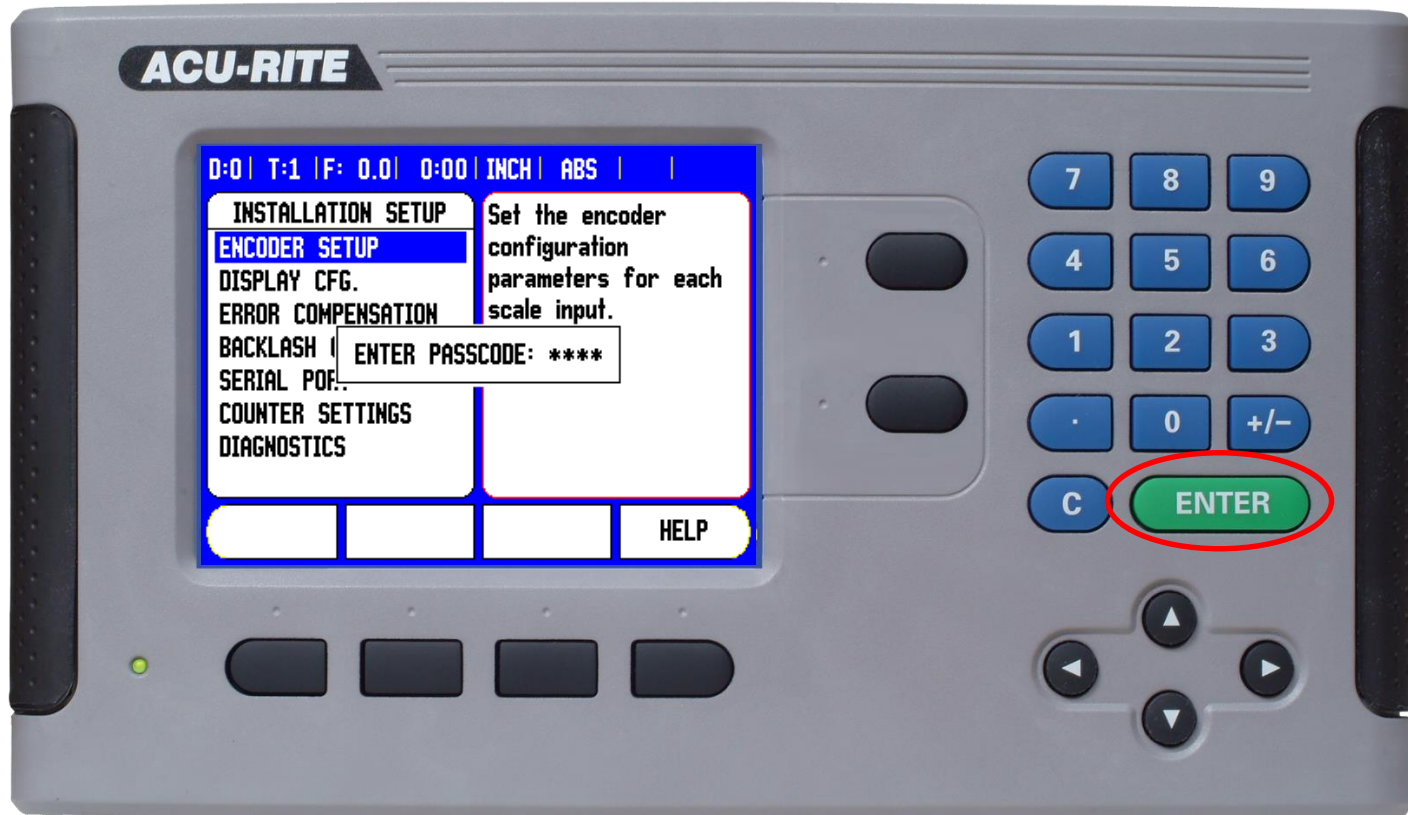 ACU-RITE
D:0| T:1 |F: 0.0| 0:00|INCH| ABS | |
INSTALLATION SETUP
ENCODER SETUP
DISPLAY CFG.
ERROR COMPENSATION
BACKLASH
SERIAL
COUNTER SETTINGS
DIAGNOSTICS
Set the encoder
configuration
parameters for each
scale input.
ENTER PASSCODE: ****
HELP
7 8 9
4 5 6
1 2 3
. 0 +/-
C ENTER